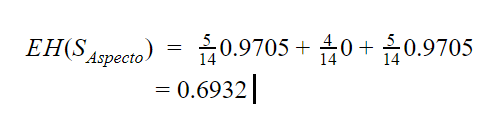 EH(S_Aspecto) = 5/14 0.9705 + 4/14 0 + 5/14 0.9705
= 0.6932